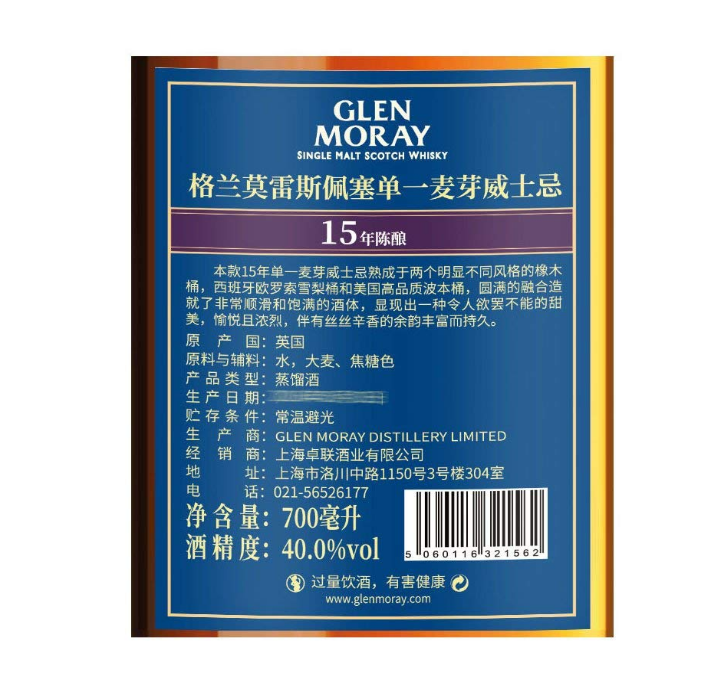 GLEN
MORAY
SINGLE MALT SCOTCH WHISKY
格兰莫雷斯佩塞单一麦芽威士忌
15年陈酿
本款15年单一麦芽威士忌熟成于两个明显不同风格的橡木
桶，西班牙欧罗索雪梨桶和美国高品质波本桶，圆满的融合造
就了非常顺滑和饱满的酒体，显现出一种令人欲罢不能的甜
美，愉悦且浓烈，伴有丝丝辛香的余韵丰富而持久。
原产国：英国
原料与辅料：水，大麦、焦糖色
产品类型：蒸馏酒
生产日期：
贮存条件：常温避光
生产商：GLEN MORAY DISTILLERY LIMITED
经销商：上海卓联酒业有限公司
地址：上海市洛川中路1150号3号楼304室
电话：021-56526177
净含量：700毫升
酒精度：40.0%vol
5 060116 321562
过量饮酒，有害健康
www.glenmoray.com